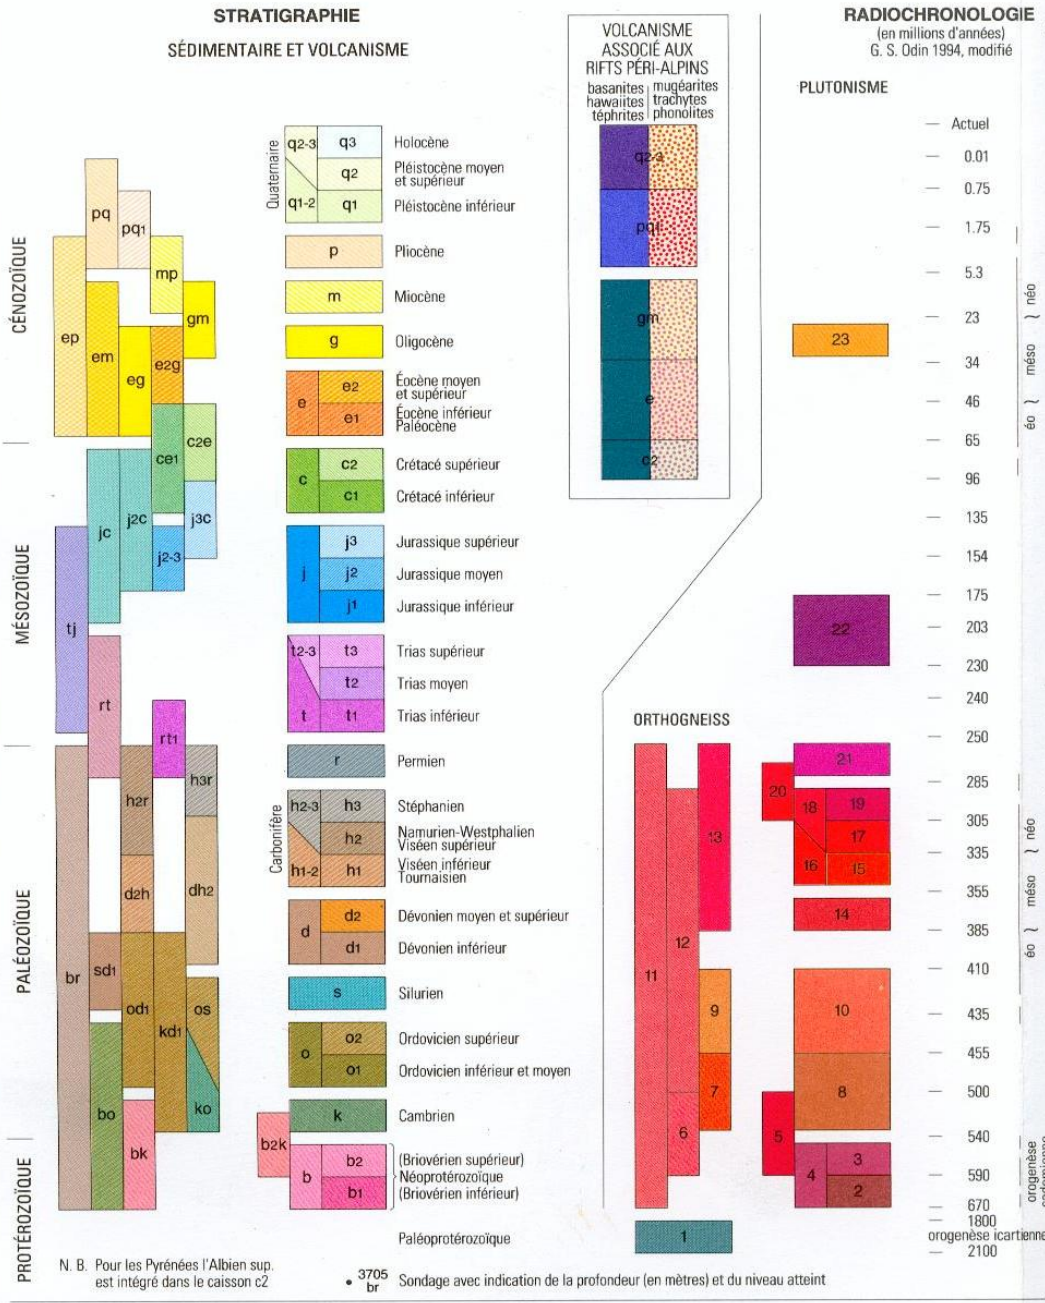 STRATIGRAPHIE
SÉDIMENTAIRE ET VOLCANISME
VOLCANISME
ASSOCIÉ AUX
RIFTS PÉRI-ALPINS
basanites
hawaiites
téphrites
mugéarites
trachytes
phonolites
RADIOCHRONOLOGIE
(en millions d'années)
G. S. Odin 1994, modifié
PLUTONISME
CÉNOZOÏQUE
MÉSOZOÏQUE
PALÉOZOÏQUE
PROTÉROZOÏQUE
pq
pq1
mp
gm
ep
em
eg
e2g
ce1
c2e
jc
j2c
j3c
j2-3
tj
rt
rt1
h2r
h3r
d2h
dh2
br
sd1
od1
kd1
os
bo
ko
bk
b2k
Quaternaire
q2-3
q3
Holocène
q2
Pléistocène moyen
et supérieur
q1-2
q1
Pléistocène inférieur
p
Pliocène
m
Miocène
g
Oligocène
e
e2
Éocène moyen
et supérieur
e1
Éocène inférieur
Paléocène
c
c2
Crétacé supérieur
c1
Crétacé inférieur
j
j3
Jurassique supérieur
j2
Jurassique moyen
j1
Jurassique inférieur
t2-3
t3
Trias supérieur
t2
Trias moyen
t
t1
Trias inférieur
r
Permien
Carbonifère
h2-3
h3
Stéphanien
h2
Namurien-Westphalien
Viséen supérieur
h1-2
h1
Viséen inférieur
Tournaisien
d
d2
Dévonien moyen et supérieur
d1
Dévonien inférieur
s
Silurien
o
o2
Ordovicien supérieur
o1
Ordovicien inférieur et moyen
k
Cambrien
b
b2
(Briovérien supérieur)
Néoprotérozoïque
b1
(Briovérien inférieur)
Paléoprotérozoïque
q2-3
pq1
gm
e
c2
ORTHOGNEISS
11
12
13
9
7
6
1
23
22
21
20
18
19
17
16
15
14
10
8
5
4
3
2
Actuel
0.01
0.75
1.75
5.3
23
34
46
65
96
135
154
175
203
230
240
250
285
305
335
355
385
410
435
455
500
540
590
670
1800
orogenèse icartienne
2100
néo
méso
éo
néo
méso
éo
orogenèse
N. B. Pour les Pyrénées l'Albien sup.
est intégré dans le caisson c2
3705
br
Sondage avec indication de la profondeur (en mètres) et du niveau atteint